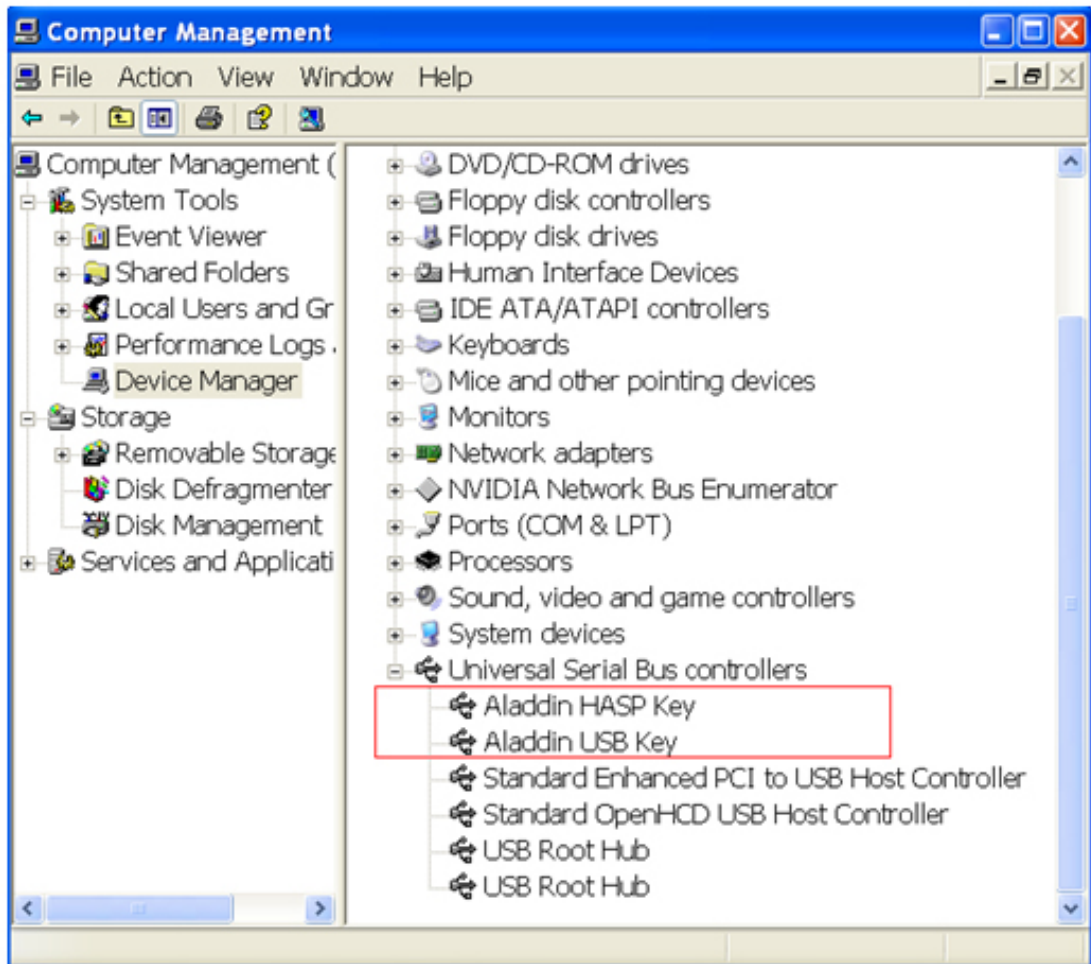 Computer Management
File Action View Window Help
Computer Management (
System Tools
Event Viewer
Shared Folders
Local Users and Gr
Performance Logs
Device Manager
Storage
Removable Storage
Disk Defragmenter
Disk Management
Services and Applicati
DVD/CD-ROM drives
Floppy disk controllers
Floppy disk drives
Human Interface Devices
IDE ATA/ATAPI controllers
Keyboards
Mice and other pointing devices
Monitors
Network adapters
NVIDIA Network Bus Enumerator
Ports (COM & LPT)
Processors
Sound, video and game controllers
System devices
Universal Serial Bus controllers
Aladdin HASP Key
Aladdin USB Key
Standard Enhanced PCI to USB Host Controller
Standard OpenHCD USB Host Controller
USB Root Hub
USB Root Hub